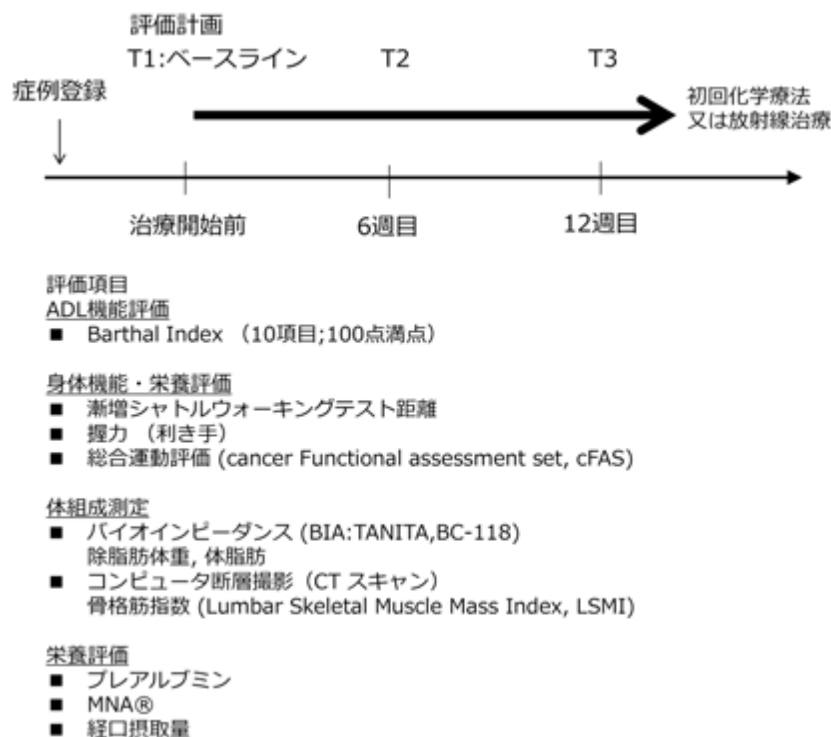 評価計画
T1:ベースライン T2 T3
症例登録
初回化学療法
又は放射線治療
治療開始前 6週目 12週目
評価項目
ADL機能評価
■ Barthal Index （10項目;100点満点）
身体機能・栄養評価
■ 漸増シャトルウォーキングテスト距離
■ 握力 （利き手）
■ 総合運動評価 (cancer Functional assessment set, cFAS)
体組成測定
■ バイオインピーダンス (BIA:TANITA,BC-118)
除脂肪体重, 体脂肪
■ コンピュータ断層撮影（CT スキャン）
骨格筋指数 (Lumbar Skeletal Muscle Mass Index, LSMI)
栄養評価
■ プレアルブミン
■ MNA®
■ 経口摂取量